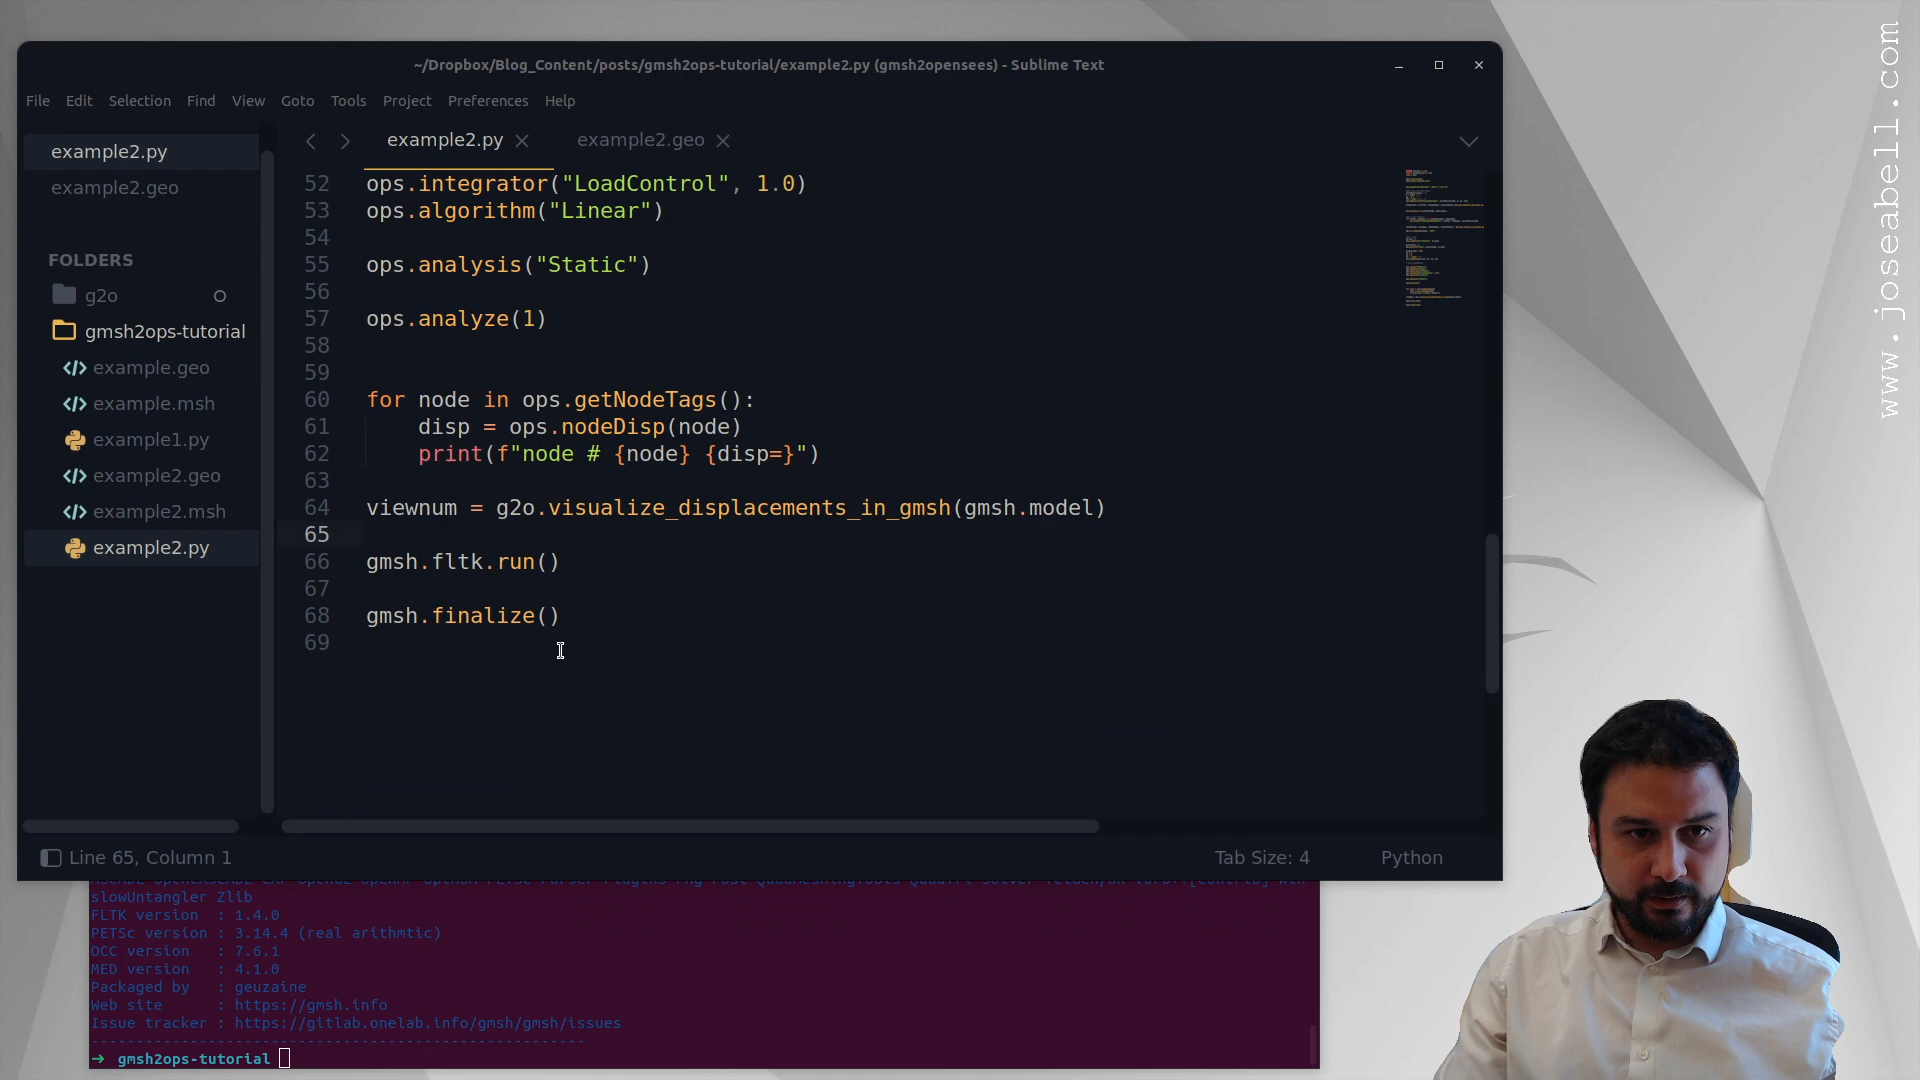 ~/Dropbox/Blog_Content/posts/gmsh2ops-tutorial/example2.py (gmsh2opensees) - Sublime Text
File Edit Selection Find View Goto Tools Project Preferences Help
example2.py
example2.geo
FOLDERS
g2o
gmsh2ops-tutorial
example.geo
example.msh
example1.py
example2.geo
example2.msh
example2.py
example2.py example2.geo
52 ops.integrator("LoadControl", 1.0)
53 ops.algorithm("Linear")
54
55 ops.analysis("Static")
56
57 ops.analyze(1)
58
59
60 for node in ops.getNodeTags():
61     disp = ops.nodeDisp(node)
62     print(f"node # {node} {disp=}")
63
64 viewnum = g2o.visualize_displacements_in_gmsh(gmsh.model)
65
66 gmsh.fltk.run()
67
68 gmsh.finalize()
69
Line 65, Column 1 Tab Size: 4 Python
slowUntangler Zlib
FLTK version : 1.4.0
PETSc version : 3.14.4 (real arithmtic)
OCC version : 7.6.1
MED version : 4.1.0
Packaged by : geuzaine
Web site : https://gmsh.info
Issue tracker : https://gitlab.onelab.info/gmsh/gmsh/issues
-------------------------------------------------------
→ gmsh2ops-tutorial
www.joseabell.com